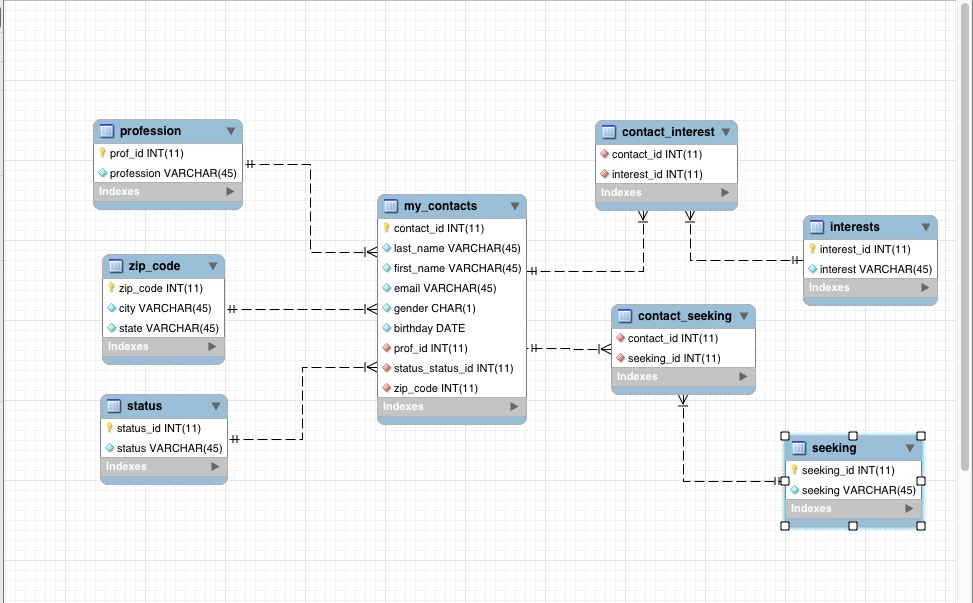 profession
prof_id INT(11)
profession VARCHAR(45)
Indexes
zip_code
zip_code INT(11)
city VARCHAR(45)
state VARCHAR(45)
Indexes
status
status_id INT(11)
status VARCHAR(45)
Indexes
my_contacts
contact_id INT(11)
last_name VARCHAR(45)
first_name VARCHAR(45)
email VARCHAR(45)
gender CHAR(1)
birthday DATE
prof_id INT(11)
status_status_id INT(11)
zip_code INT(11)
Indexes
contact_interest
contact_id INT(11)
interest_id INT(11)
Indexes
interests
interest_id INT(11)
interest VARCHAR(45)
Indexes
contact_seeking
contact_id INT(11)
seeking_id INT(11)
Indexes
seeking
seeking_id INT(11)
seeking VARCHAR(45)
Indexes